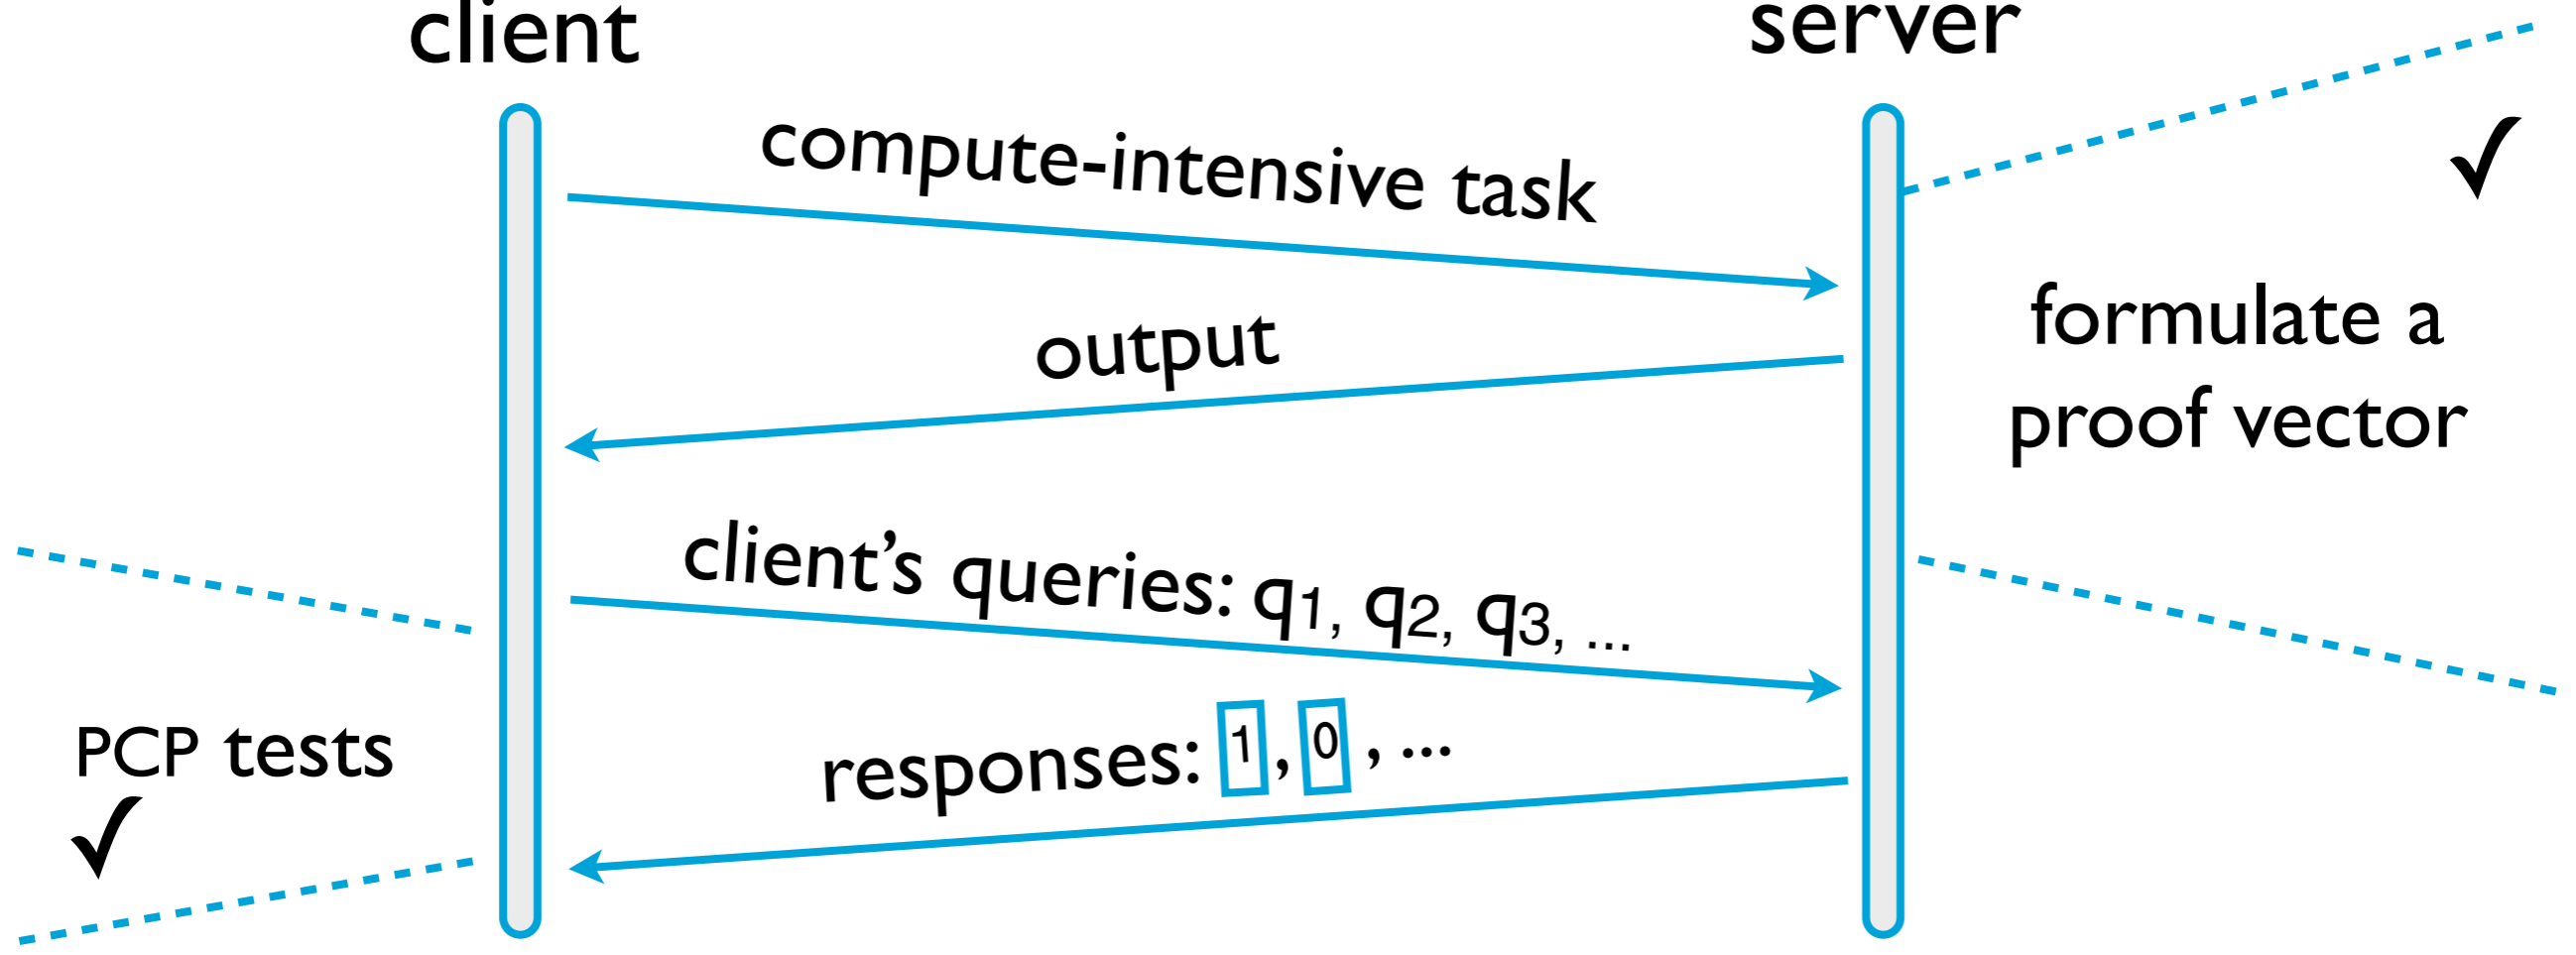 client
server
compute-intensive task
output
formulate a
proof vector
client’s queries: q1, q2, q3, ...
responses: 1, 0, ...
PCP tests